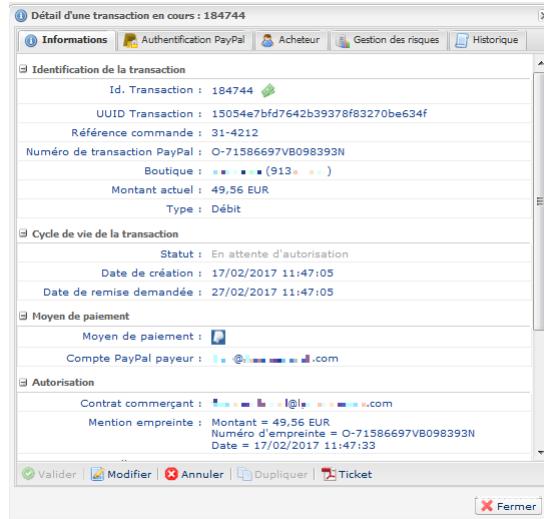 Détail d'une transaction en cours : 184744
Informations Authentification PayPal Acheteur Gestion des risques Historique
Identification de la transaction
Id. Transaction : 184744
UUID Transaction : 15054e7bfd7642b39378f83270be634f
Référence commande : 31-4212
Numéro de transaction PayPal : O-71586697VB098393N
Boutique : (913 )
Montant actuel : 49,56 EUR
Type : Débit
Cycle de vie de la transaction
Statut : En attente d'autorisation
Date de création : 17/02/2017 11:47:05
Date de remise demandée : 27/02/2017 11:47:05
Moyen de paiement
Moyen de paiement :
Compte PayPal payeur : @ .com
Autorisation
Contrat commerçant : @ .com
Mention empreinte : Montant = 49,56 EUR
Numéro d'empreinte = O-71586697VB098393N
Date = 17/02/2017 11:47:33
Valider Modifier Annuler Dupliquer Ticket
Fermer